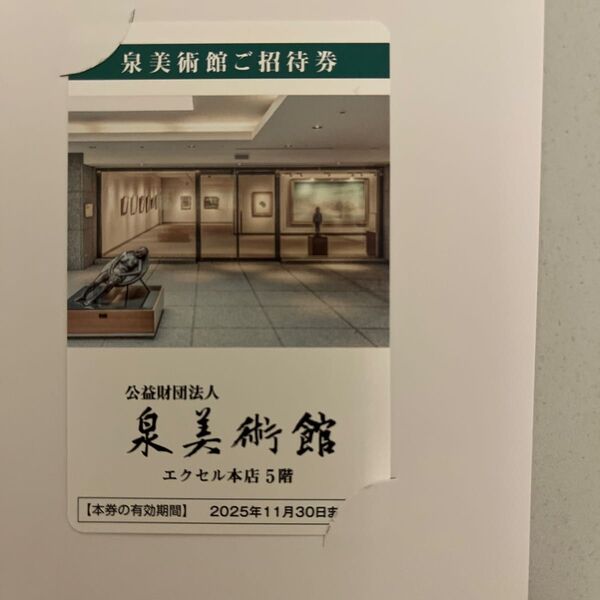 泉美術館ご招待券
公益財団法人
泉美術館
エクセル本店 5階
【本券の有効期間】 2025年11月30日ま